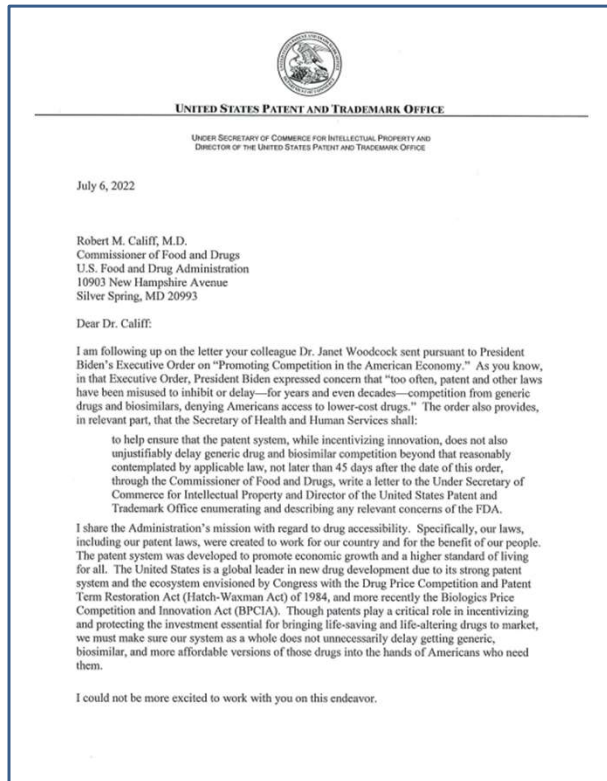 UNITED STATES PATENT AND TRADEMARK OFFICE
UNDER SECRETARY OF COMMERCE FOR INTELLECTUAL PROPERTY AND
DIRECTOR OF THE UNITED STATES PATENT AND TRADEMARK OFFICE
July 6, 2022
Robert M. Califf, M.D.
Commissioner of Food and Drugs
U.S. Food and Drug Administration
10903 New Hampshire Avenue
Silver Spring, MD 20993
Dear Dr. Califf:
I am following up on the letter your colleague Dr. Janet Woodcock sent pursuant to President
Biden's Executive Order on "Promoting Competition in the American Economy." As you know,
in that Executive Order, President Biden expressed concern that "too often, patent and other laws
have been misused to inhibit or delay—for years and even decades—competition from generic
drugs and biosimilars, denying Americans access to lower-cost drugs." The order also provides,
in relevant part, that the Secretary of Health and Human Services shall:
to help ensure that the patent system, while incentivizing innovation, does not also
unjustifiably delay generic drug and biosimilar competition beyond that reasonably
contemplated by applicable law, not later than 45 days after the date of this order,
through the Commissioner of Food and Drugs, write a letter to the Under Secretary of
Commerce for Intellectual Property and Director of the United States Patent and
Trademark Office enumerating and describing any relevant concerns of the FDA.
I share the Administration's mission with regard to drug accessibility. Specifically, our laws,
including our patent laws, were created to work for our country and for the benefit of our people.
The patent system was developed to promote economic growth and a higher standard of living
for all. The United States is a global leader in new drug development due to its strong patent
system and the ecosystem envisioned by Congress with the Drug Price Competition and Patent
Term Restoration Act (Hatch-Waxman Act) of 1984, and more recently the Biologics Price
Competition and Innovation Act (BPCIA). Though patents play a critical role in incentivizing
and protecting the investment essential for bringing life-saving and life-altering drugs to market,
we must make sure our system as a whole does not unnecessarily delay getting generic,
biosimilar, and more affordable versions of those drugs into the hands of Americans who need
them.
I could not be more excited to work with you on this endeavor.